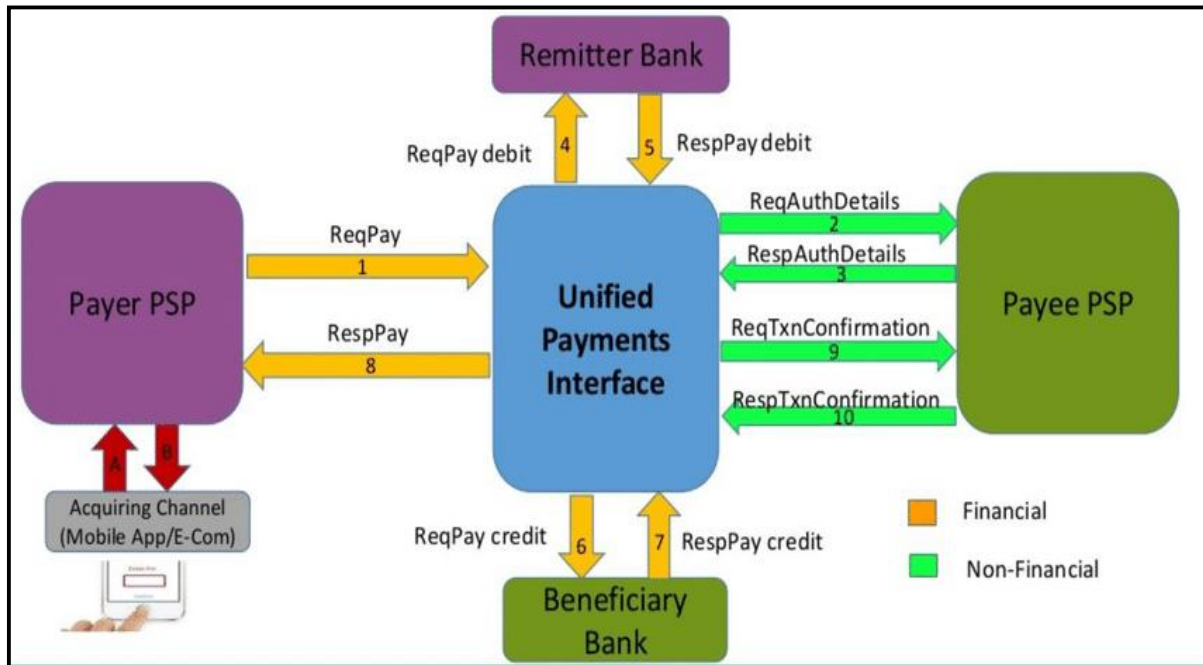 Remitter Bank
4
5
ReqPay debit
RespPay debit
Payer PSP
ReqPay
1
RespPay
8
Unified
Payments
Interface
ReqAuthDetails
2
RespAuthDetails
3
ReqTxnConfirmation
9
RespTxnConfirmation
10
Payee PSP
A
B
Acquiring Channel
(Mobile App/E-Com)
ReqPay credit
6
7
RespPay credit
Beneficiary
Bank
Financial
Non-Financial